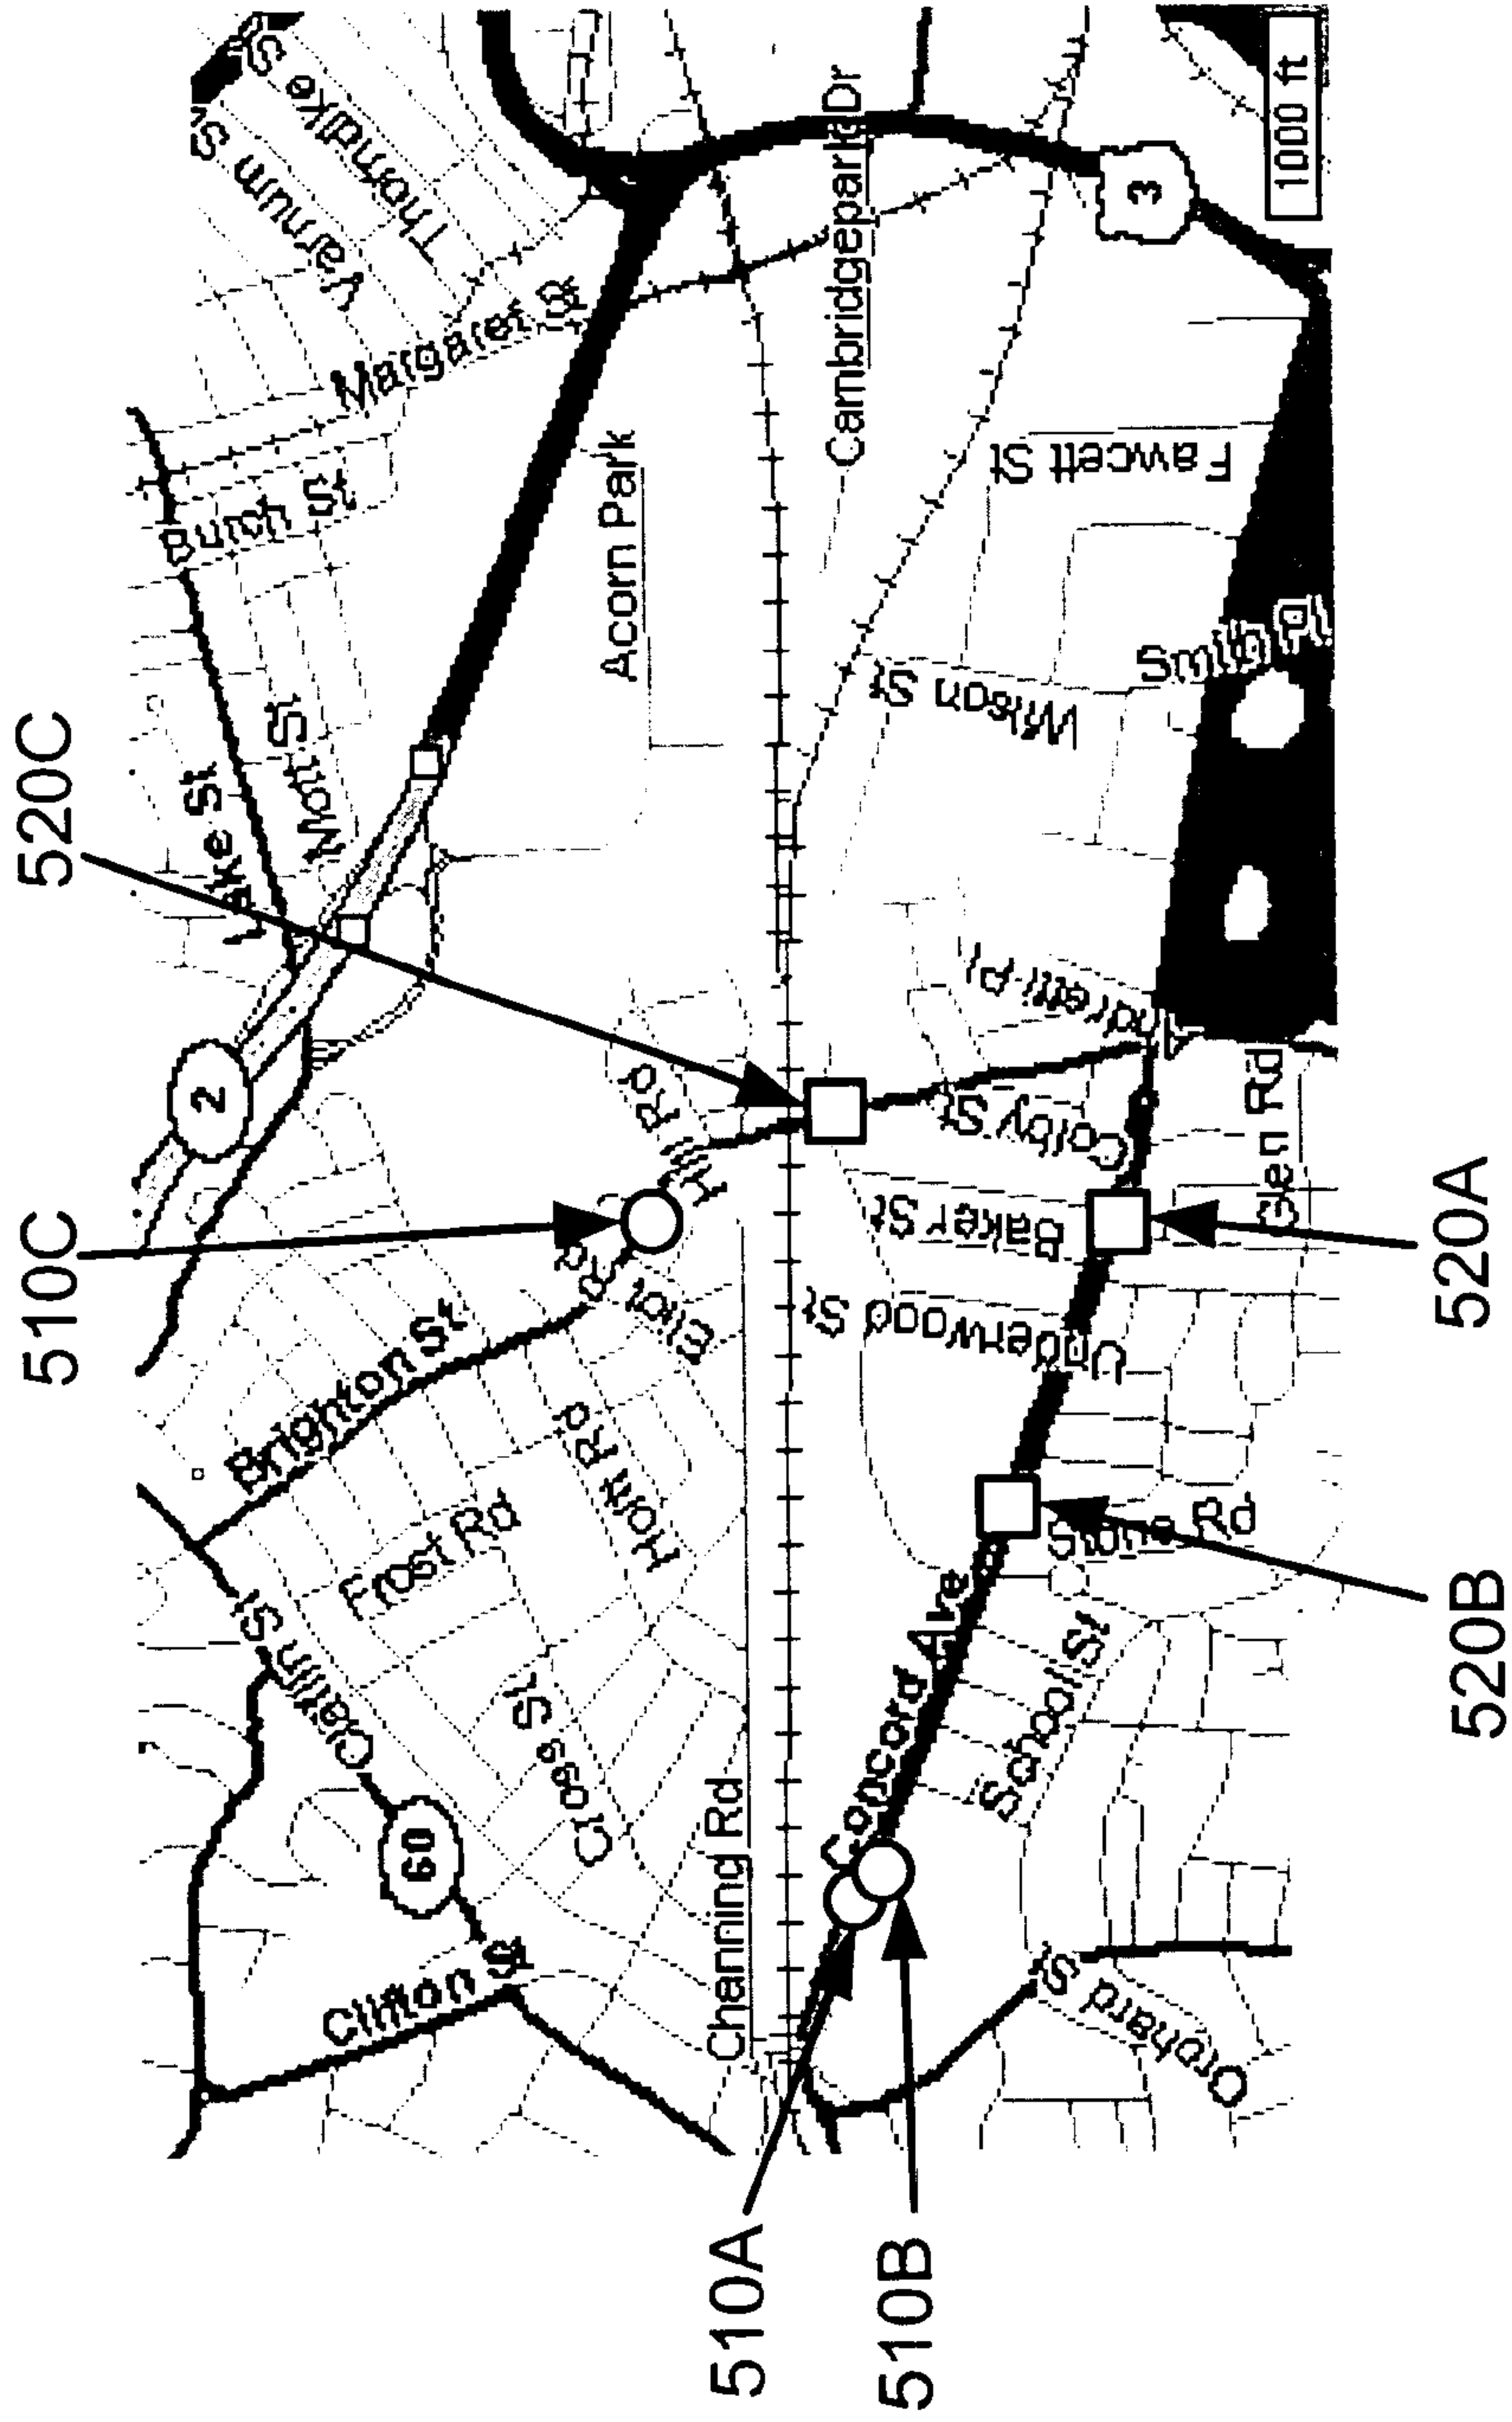 520C
510C
2
Lake St
Mott St
Burch St
Varnum S
Thorndike S
Margaret
Acorn Park
Cambridgepark Dr
3
1000 ft
Fawcett St
Wilson St
Smith Pl
Hill Rd
Brighton St
Eliot Rd
Frost Rd
Holt Rd
Claflin St
60
Cross St
Clifton St
Channing Rd
Concord Ave
School St
Stone Rd
Underwood St
Baker St
Colby St
Glen Rd
Orchard St
510A
510B
520B
520A